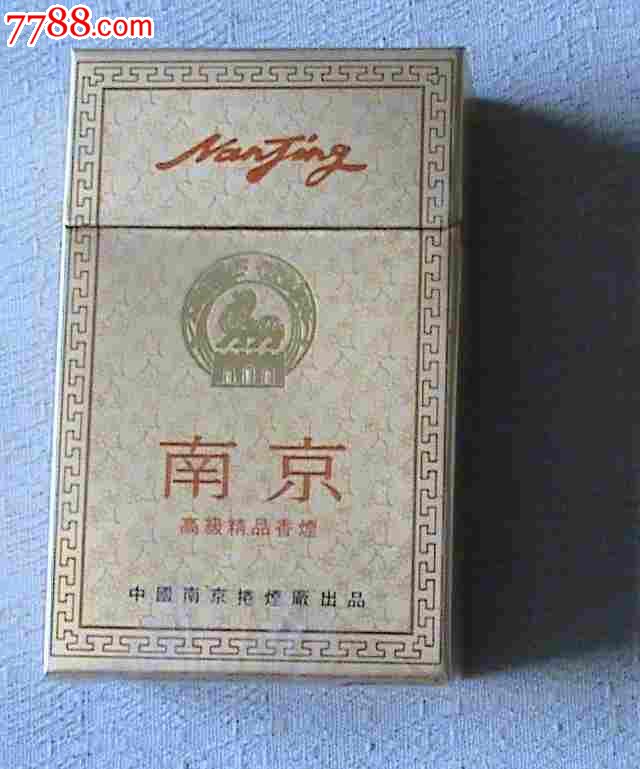 7788.com
NanJing
南京
高級精品香煙
中國南京捲煙廠出品